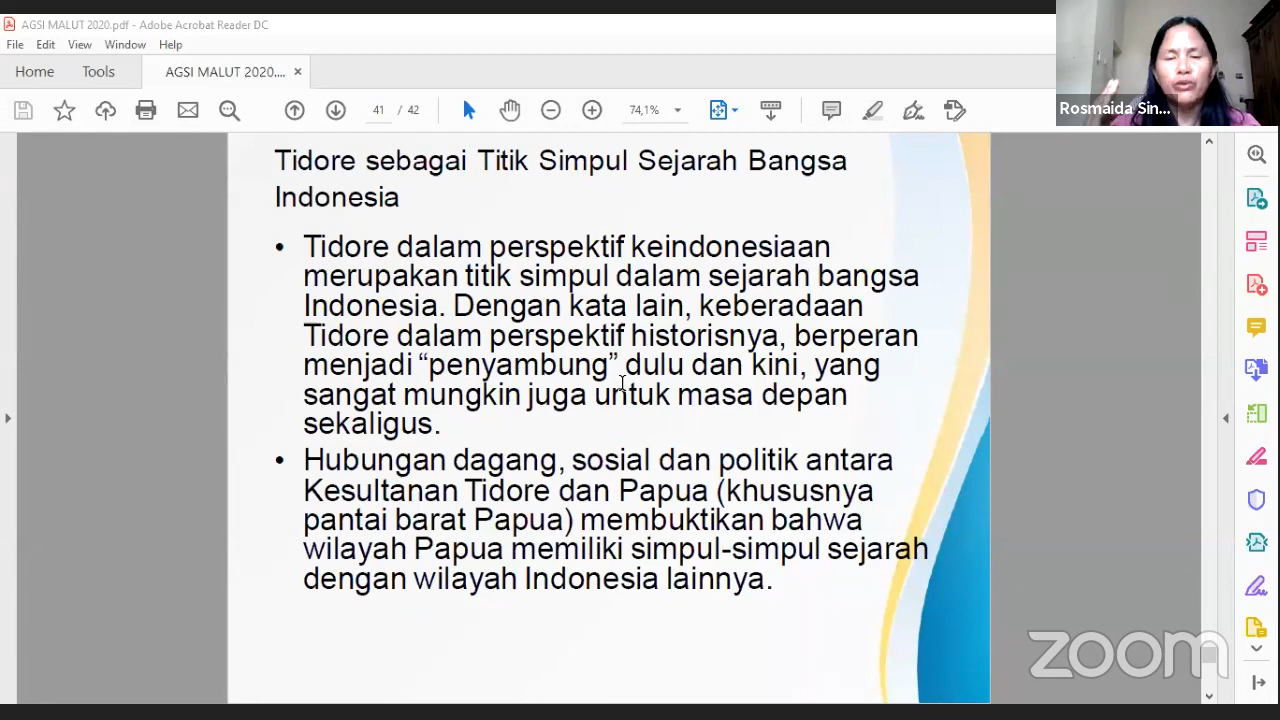 AGSI MALUT 2020.pdf - Adobe Acrobat Reader DC
File Edit View Window Help
Home Tools AGSI MALUT 2020.... ×
41 / 42 74,1%
Rosmaida Sin...
Tidore sebagai Titik Simpul Sejarah Bangsa
Indonesia
• Tidore dalam perspektif keindonesiaan
merupakan titik simpul dalam sejarah bangsa
Indonesia. Dengan kata lain, keberadaan
Tidore dalam perspektif historisnya, berperan
menjadi “penyambung” dulu dan kini, yang
sangat mungkin juga untuk masa depan
sekaligus.
• Hubungan dagang, sosial dan politik antara
Kesultanan Tidore dan Papua (khususnya
pantai barat Papua) membuktikan bahwa
wilayah Papua memiliki simpul-simpul sejarah
dengan wilayah Indonesia lainnya.
zoom